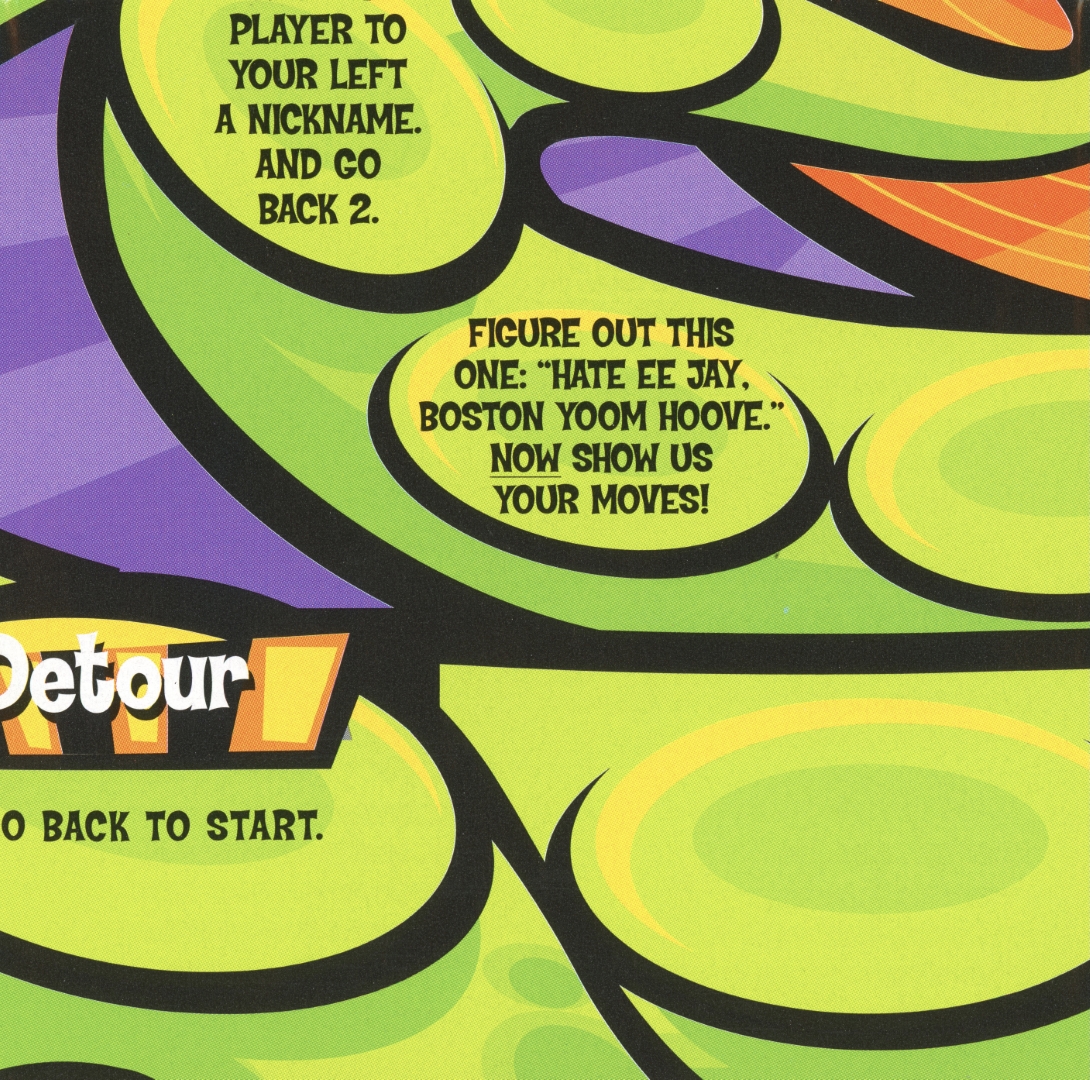 PLAYER TO
YOUR LEFT
A NICKNAME.
AND GO
BACK 2.
FIGURE OUT THIS
ONE: “HATE EE JAY,
BOSTON YOOM HOOVE.”
NOW SHOW US
YOUR MOVES!
Detour
O BACK TO START.